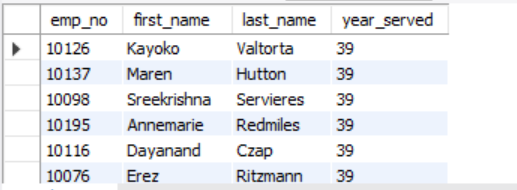 emp_no first_name last_name year_served
10126 Kayoko Valtorta 39
10137 Maren Hutton 39
10098 Sreekrishna Servieres 39
10195 Annemarie Redmiles 39
10116 Dayanand Czap 39
10076 Erez Ritzmann 39